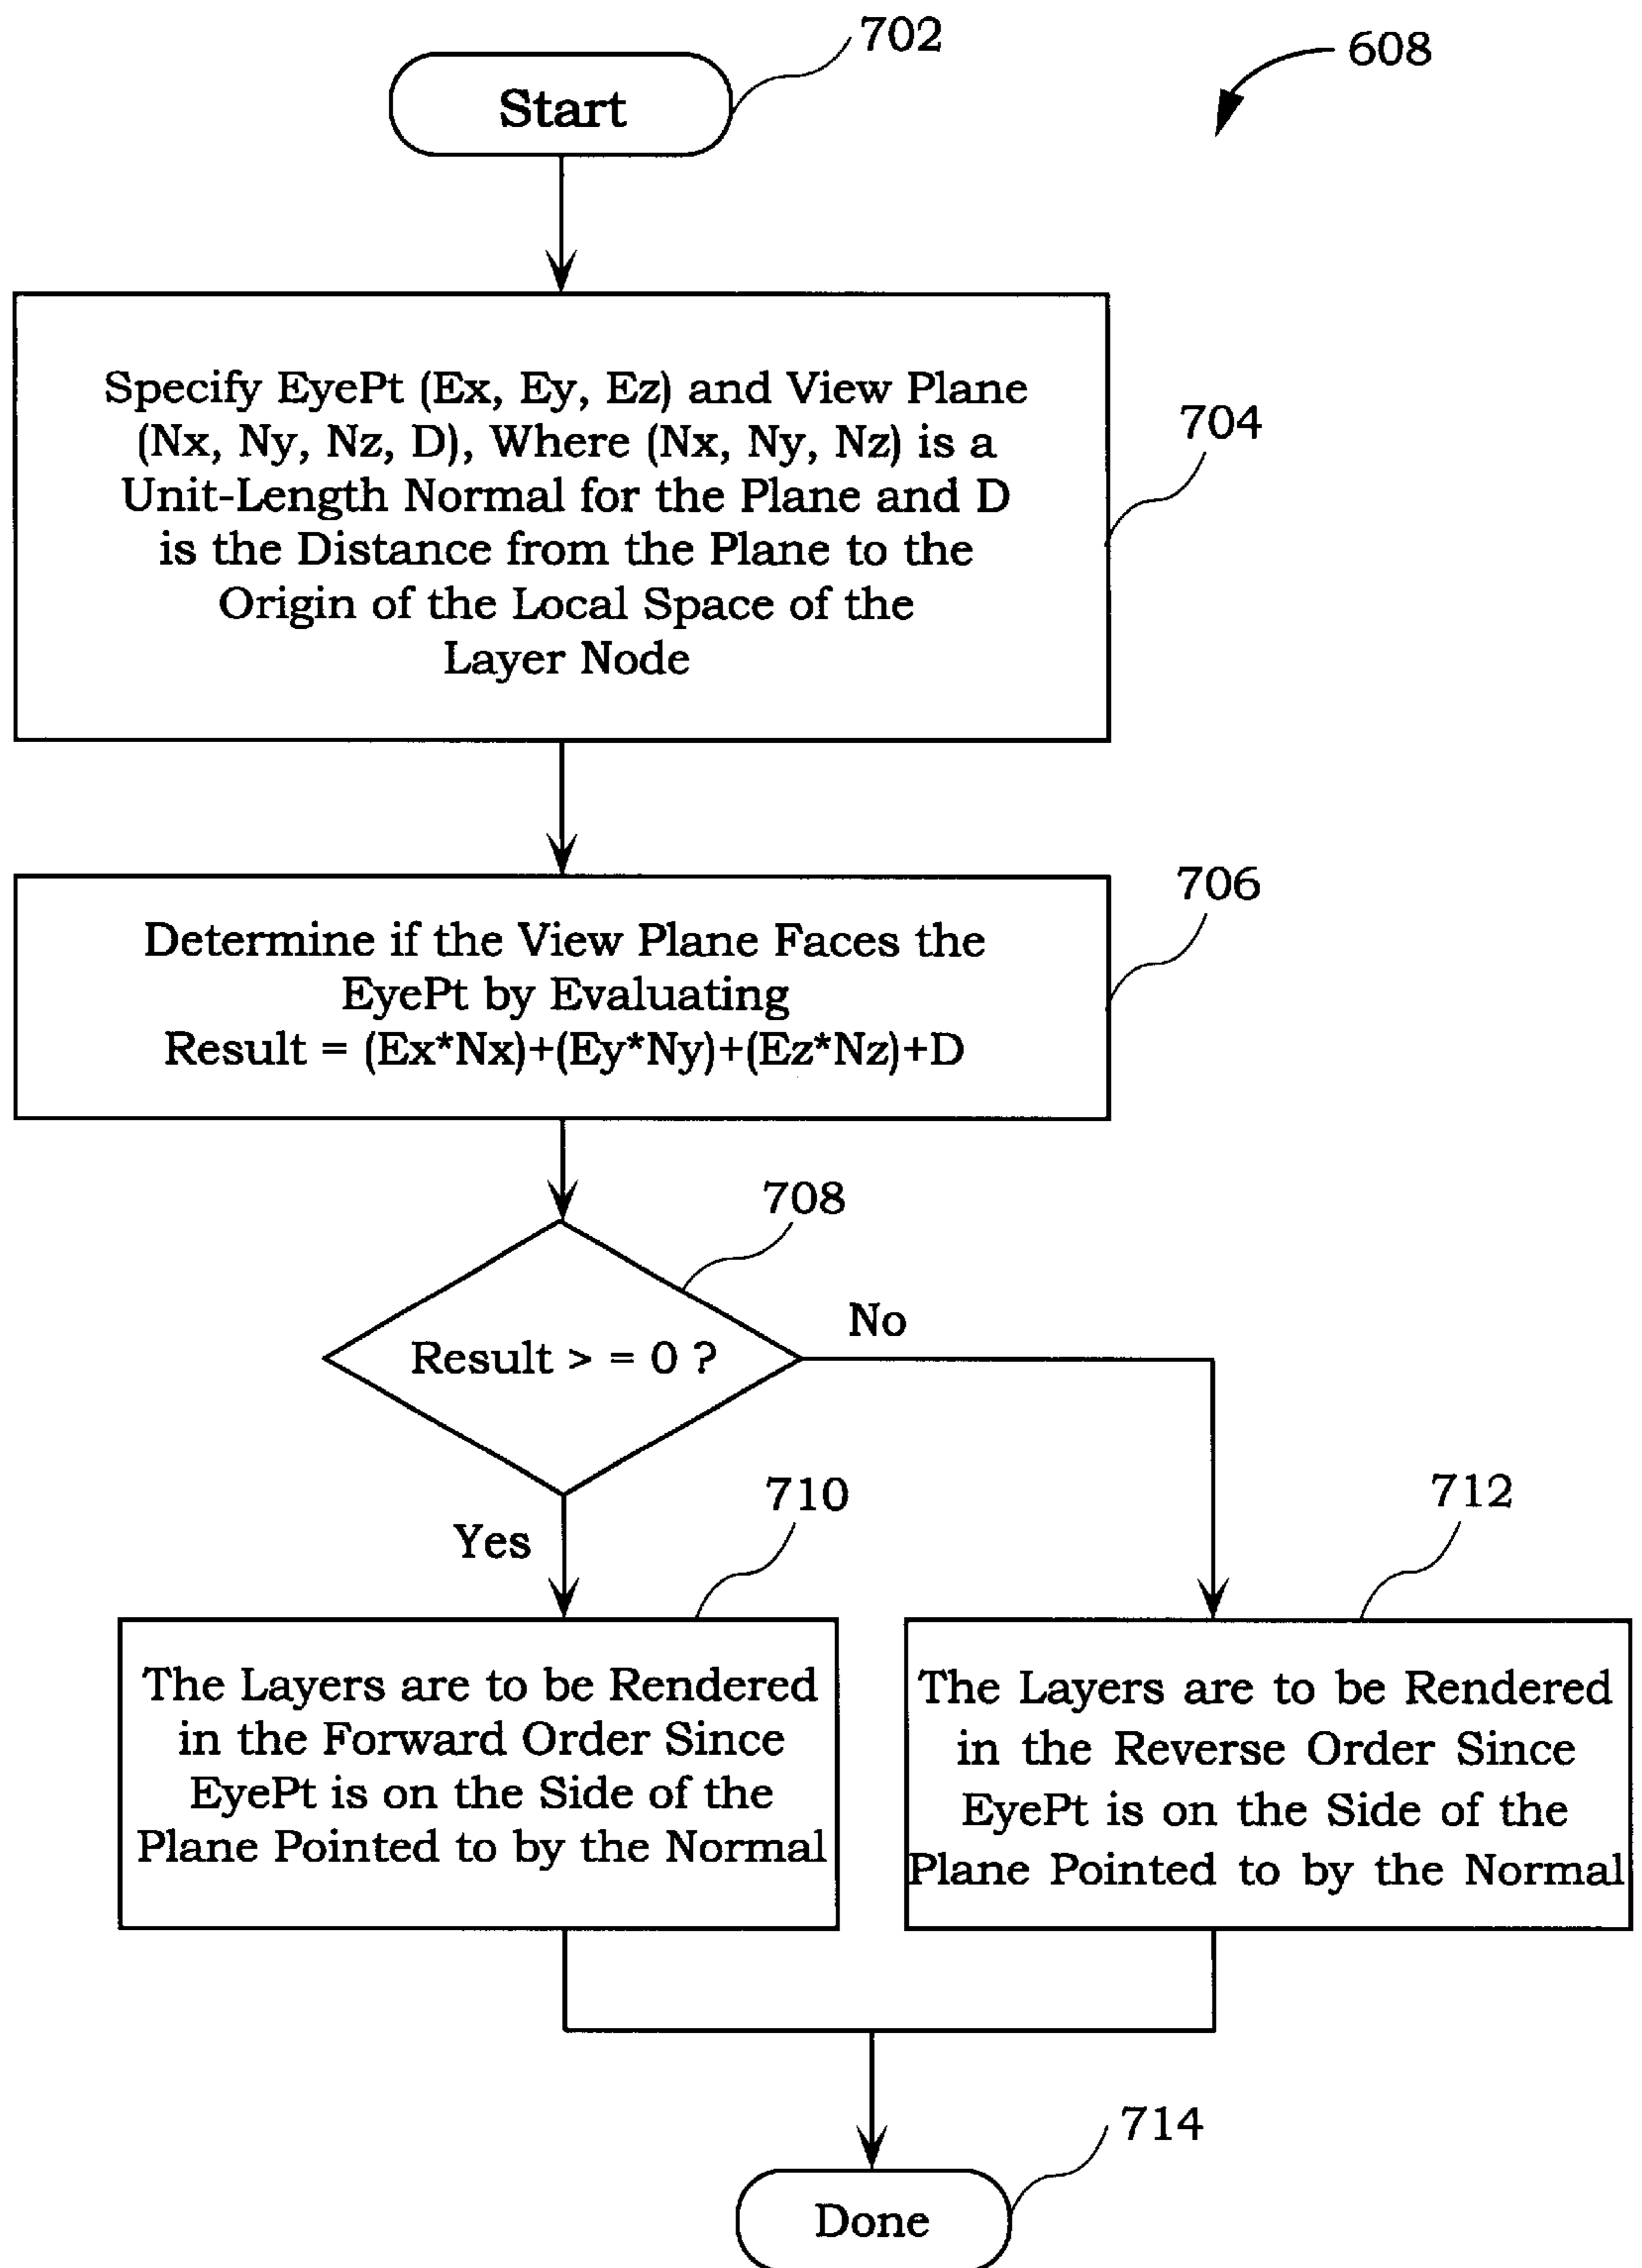 702
608
Start
Specify EyePt (Ex, Ey, Ez) and View Plane
(Nx, Ny, Nz, D), Where (Nx, Ny, Nz) is a
Unit-Length Normal for the Plane and D
is the Distance from the Plane to the
Origin of the Local Space of the
Layer Node
704
706
Determine if the View Plane Faces the
EyePt by Evaluating
Result = (Ex*Nx)+(Ey*Ny)+(Ez*Nz)+D
708
No
Result > = 0 ?
Yes
710
712
The Layers are to be Rendered
in the Forward Order Since
EyePt is on the Side of the
Plane Pointed to by the Normal
The Layers are to be Rendered
in the Reverse Order Since
EyePt is on the Side of the
Plane Pointed to by the Normal
714
Done